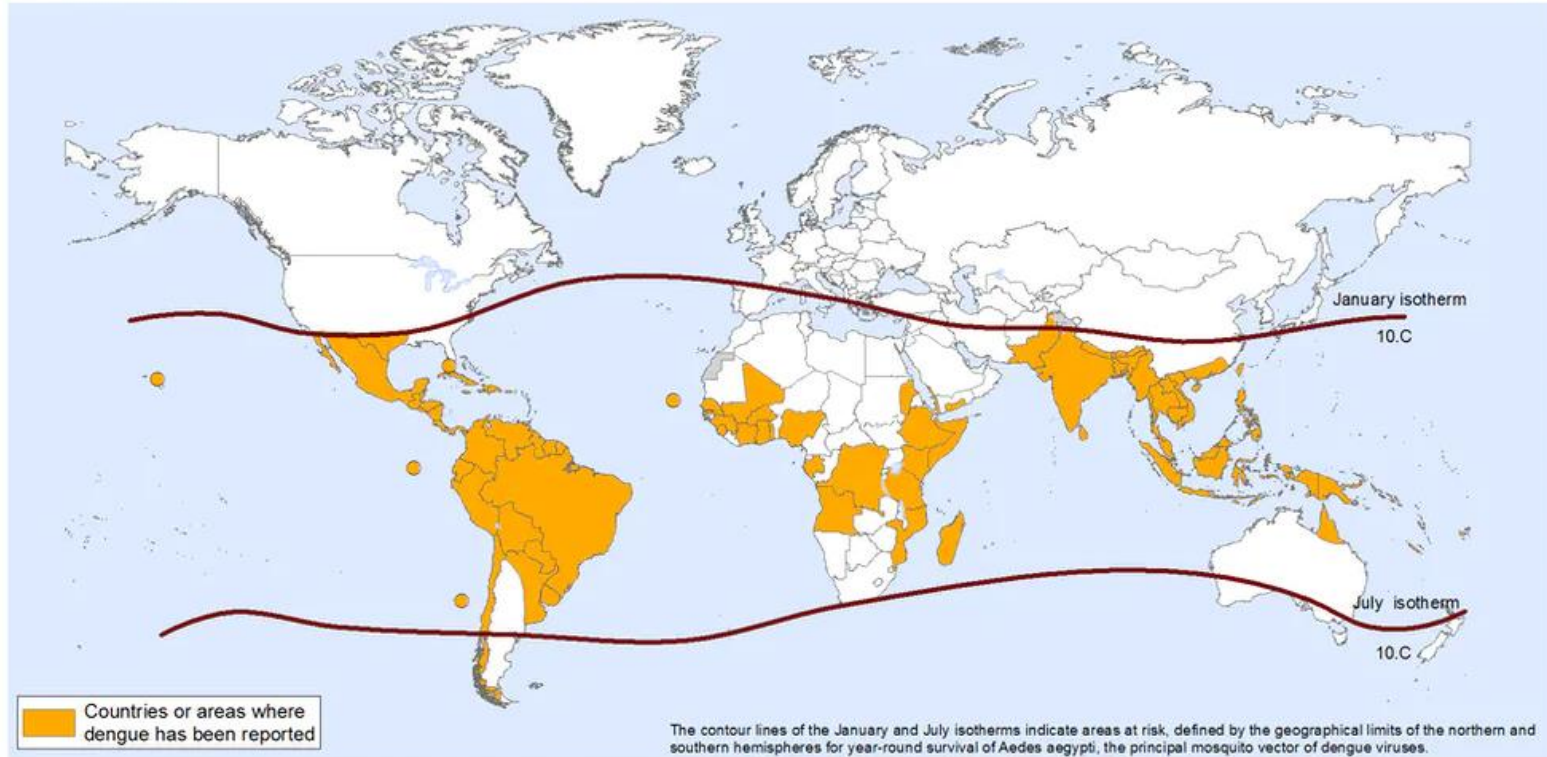 January isotherm
10.C
July isotherm
10.C
Countries or areas where
dengue has been reported
The contour lines of the January and July isotherms indicate areas at risk, defined by the geographical limits of the northern and
southern hemispheres for year-round survival of Aedes aegypti, the principal mosquito vector of dengue viruses.